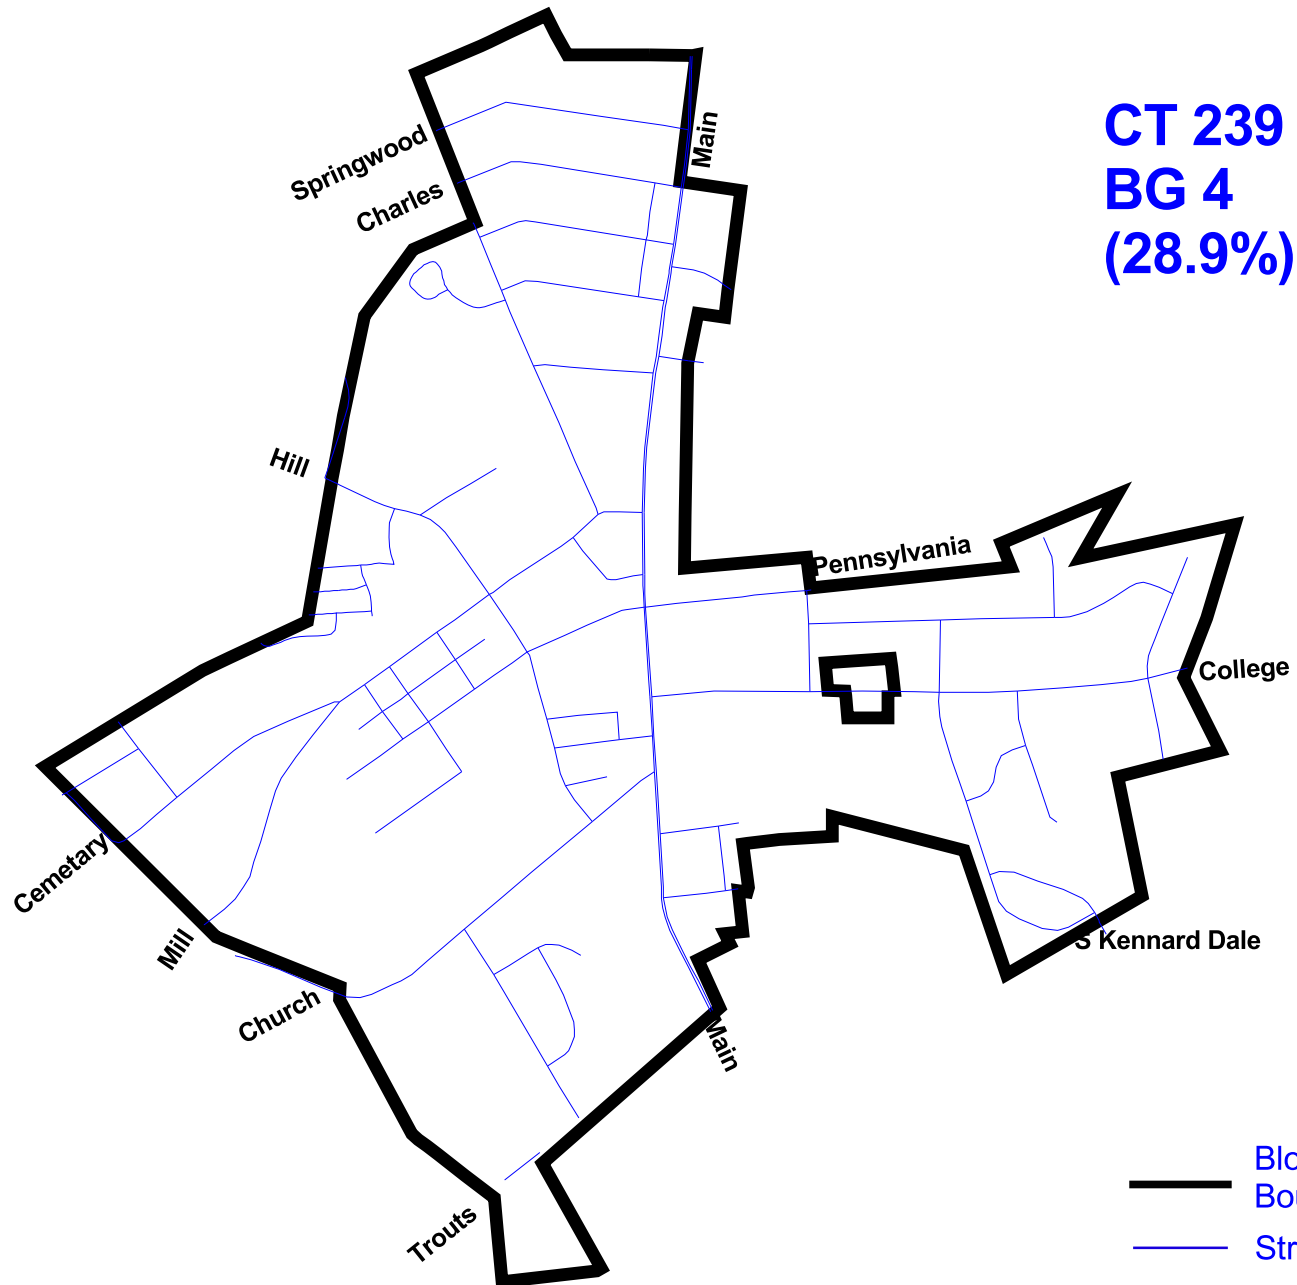 CT 239
BG 4
(28.9%)
Main
Springwood
Charles
Hill
Pennsylvania
College
Cemetary
Mill
S Kennard Dale
Church
Main
Trouts